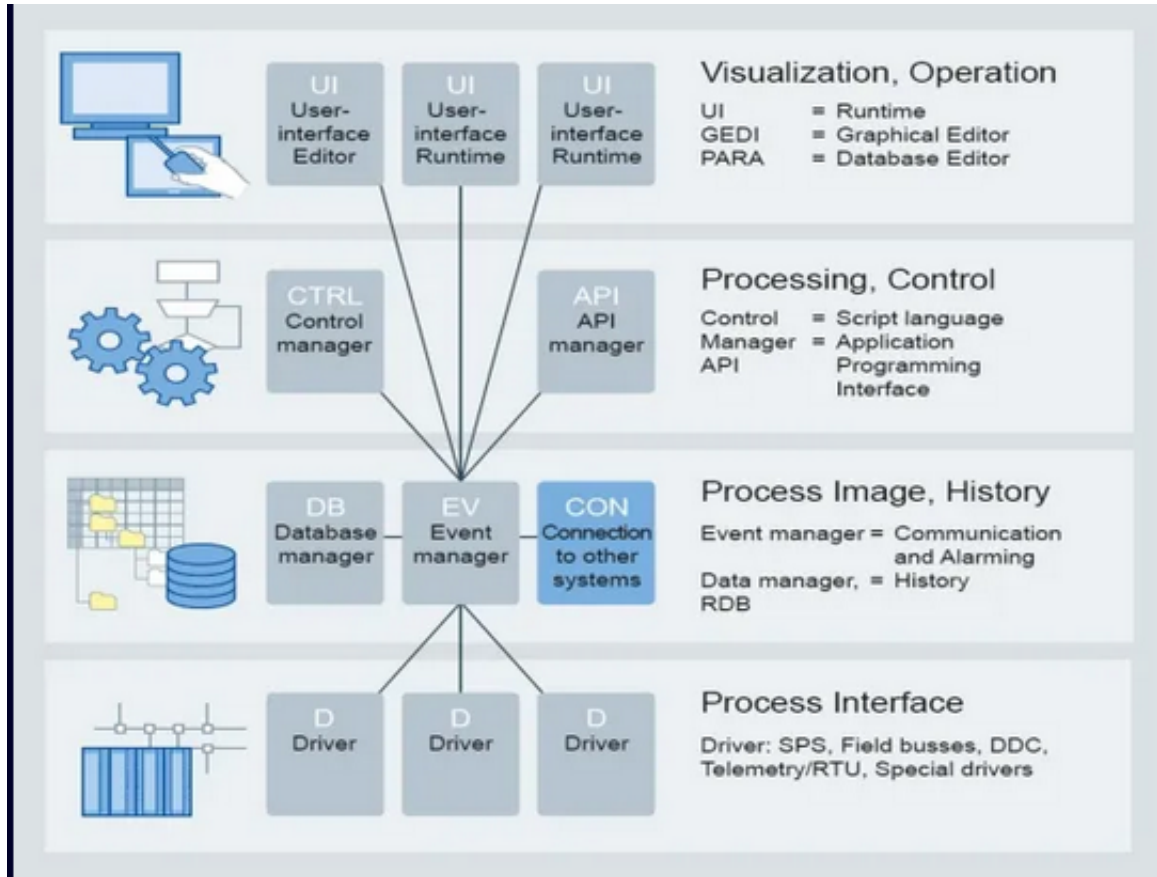 UI
User-
interface
Editor
UI
User-
interface
Runtime
UI
User-
interface
Runtime
Visualization, Operation
UI = Runtime
GEDI = Graphical Editor
PARA = Database Editor
CTRL
Control
manager
API
API
manager
Processing, Control
Control = Script language
Manager = Application
API Programming
Interface
DB
Database
manager
EV
Event
manager
CON
Connection
to other
systems
Process Image, History
Event manager = Communication
and Alarming
Data manager, = History
RDB
D
Driver
D
Driver
D
Driver
Process Interface
Driver: SPS, Field busses, DDC,
Telemetry/RTU, Special drivers